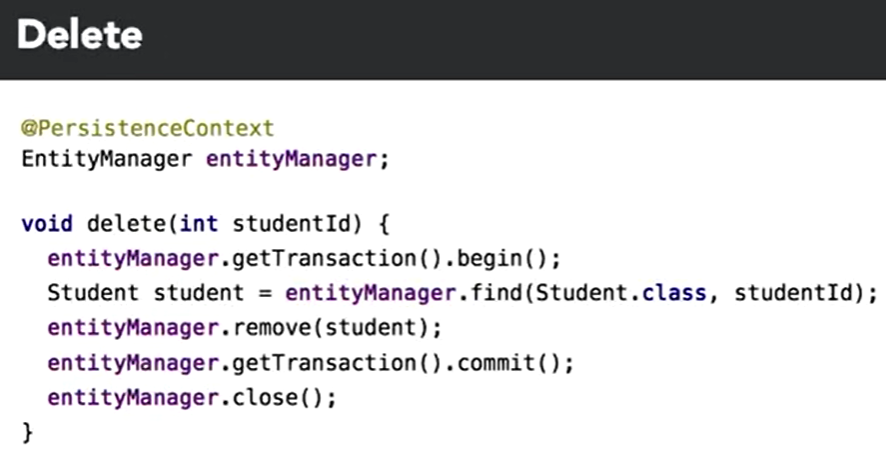 Delete
@PersistenceContext
EntityManager entityManager;
void delete(int studentId) {
entityManager.getTransaction().begin();
Student student = entityManager.find(Student.class, studentId);
entityManager.remove(student);
entityManager.getTransaction().commit();
entityManager.close();
}